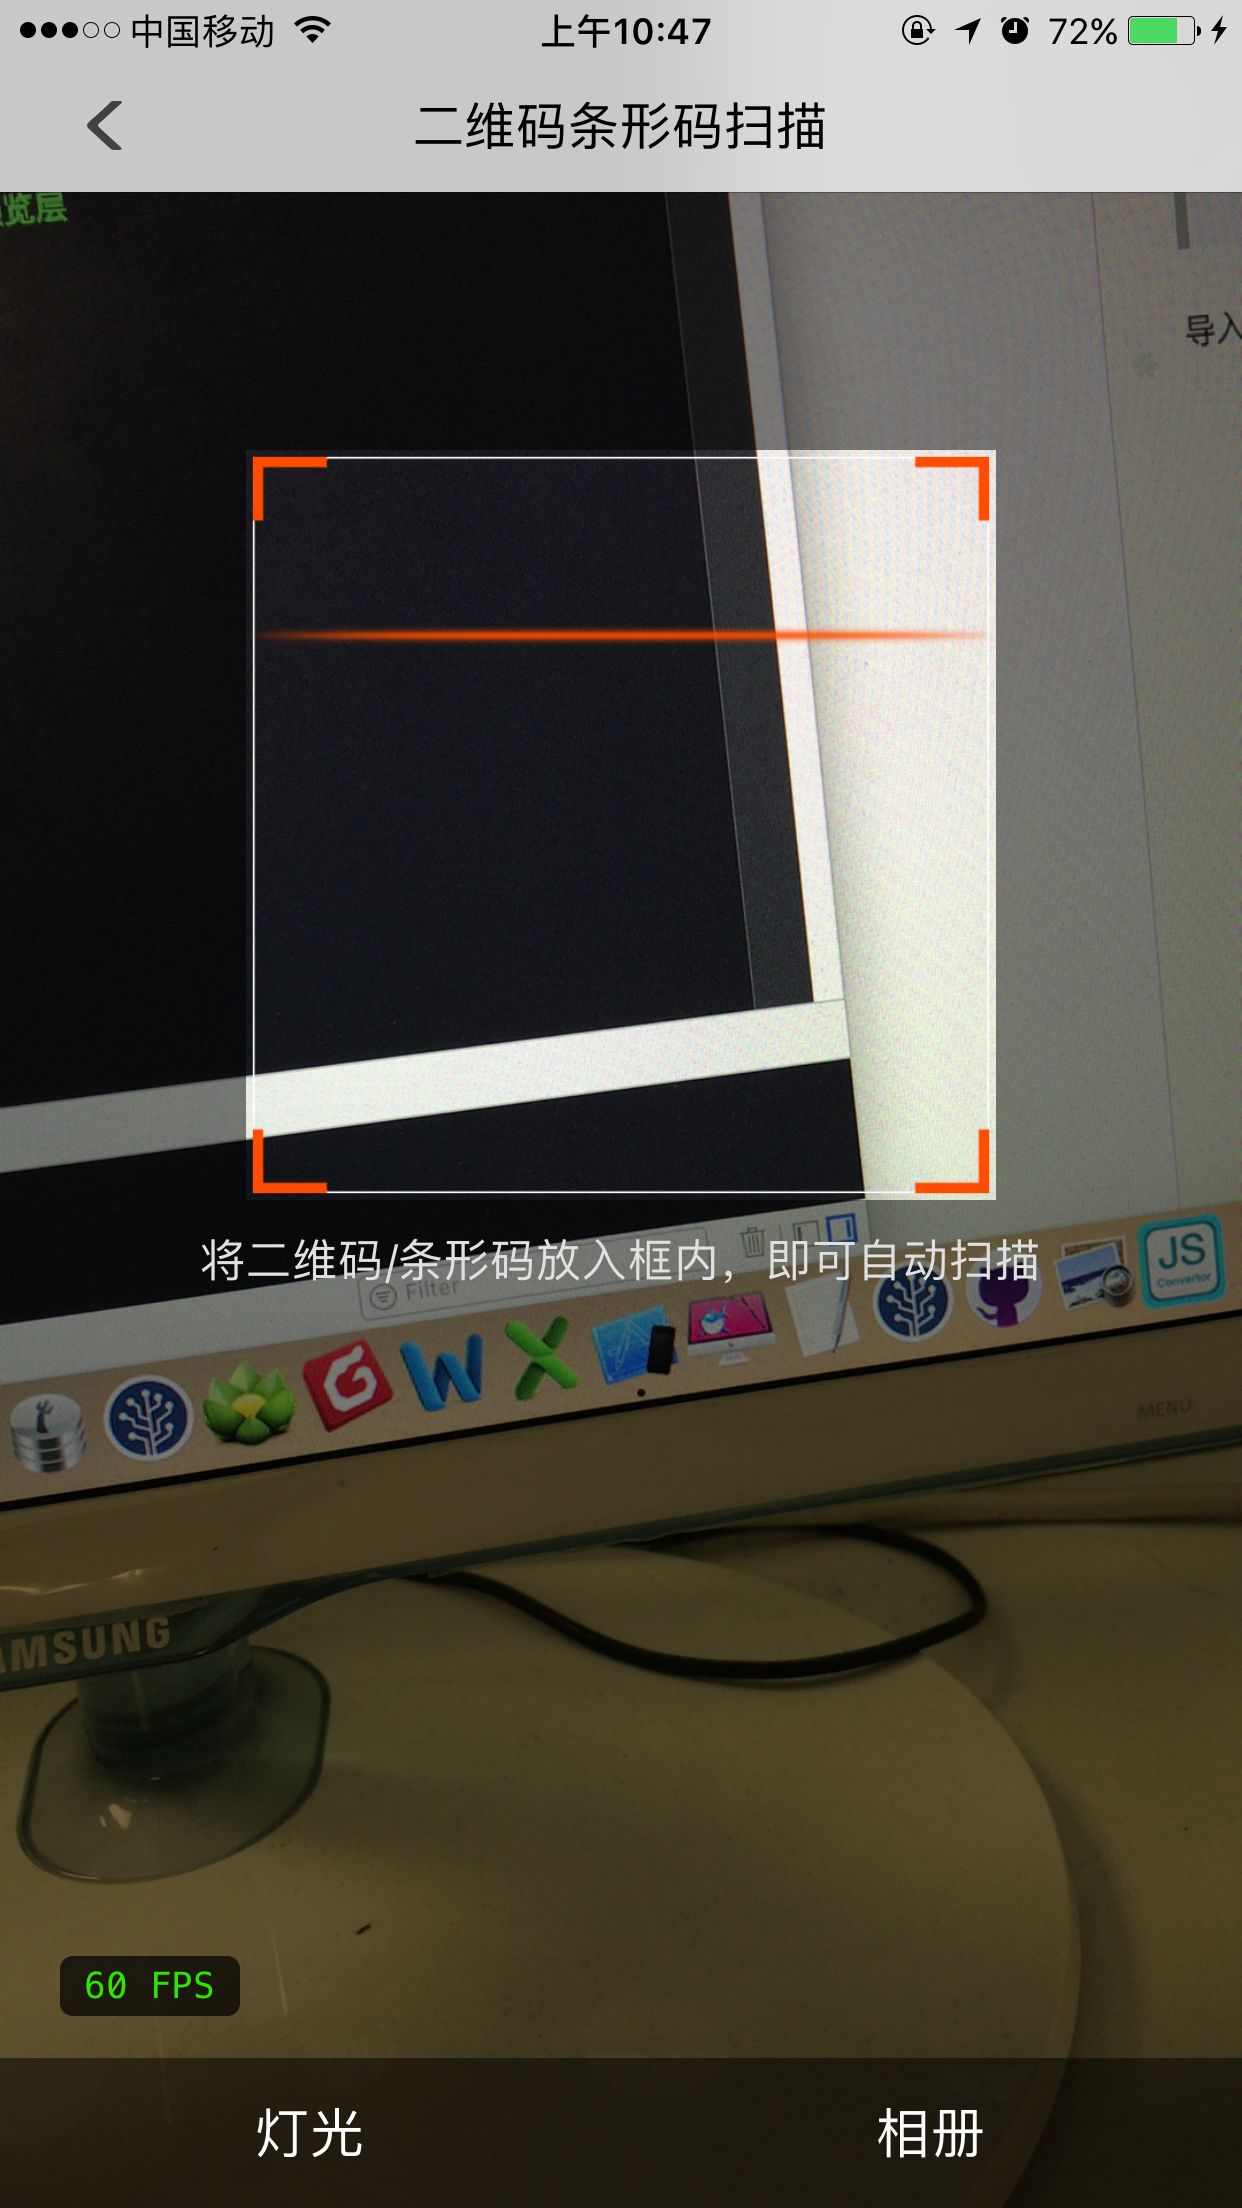 中国移动
上午10:47
72%
二维码条形码扫描
览层
导入
将二维码/条形码放入框内，即可自动扫描
Filter
JS
Convertor
MENU
AMSUNG
60 FPS
灯光
相册